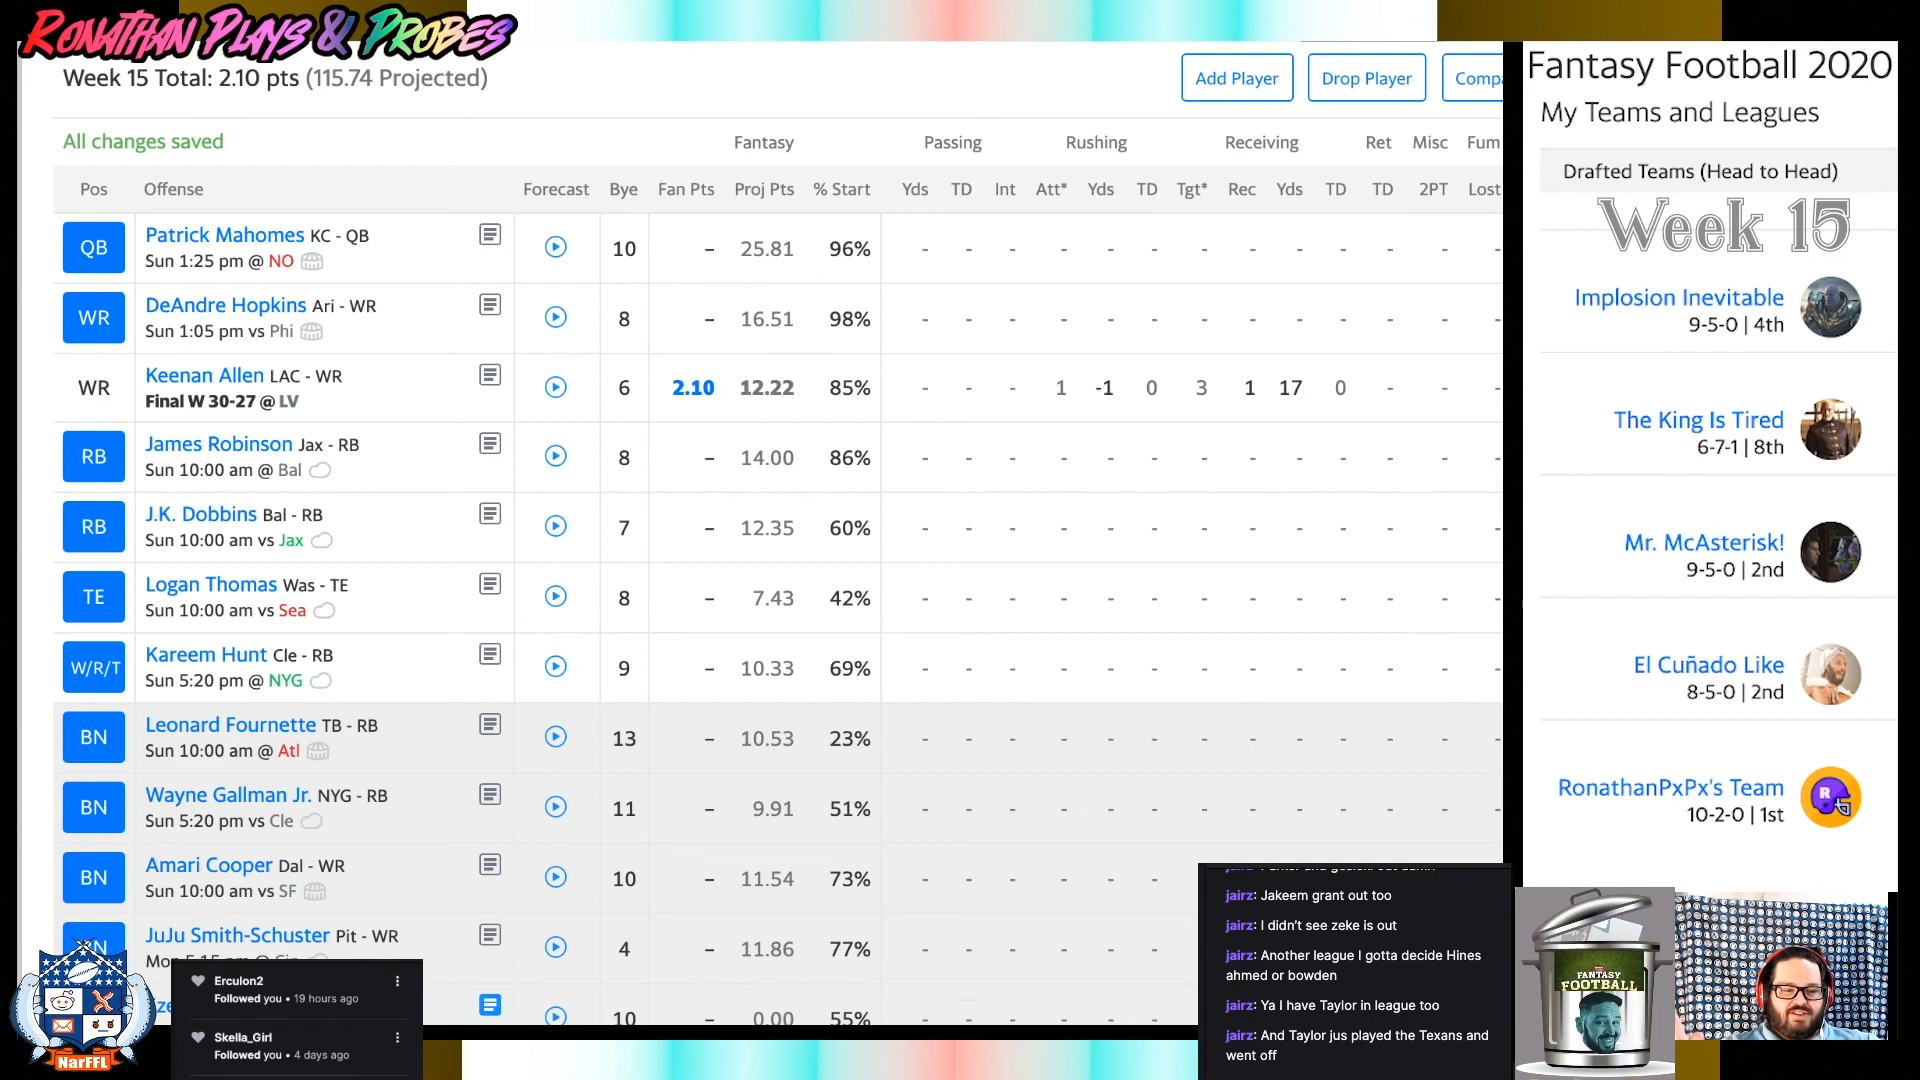 RONATHAN PLAYS & PROBES
Week 15 Total: 2.10 pts (115.74 Projected)
Add Player
Drop Player
All changes saved
Fantasy Passing Rushing Receiving Ret Misc Fum
Pos Offense Forecast Bye Fan Pts Proj Pts % Start Yds TD Int Att* Yds TD Tgt* Rec Yds TD TD 2PT Lost
QB Patrick Mahomes KC - QB
Sun 1:25 pm @ NO
10 – 25.81 96% - - - - - - - - - - - - -
WR DeAndre Hopkins Ari - WR
Sun 1:05 pm vs Phi
8 – 16.51 98% - - - - - - - - - - - - -
WR Keenan Allen LAC - WR
Final W 30-27 @ LV
6 2.10 12.22 85% - - - 1 -1 0 3 1 17 0 - - -
RB James Robinson Jax - RB
Sun 10:00 am @ Bal
8 – 14.00 86% - - - - - - - - - - - - -
RB J.K. Dobbins Bal - RB
Sun 10:00 am vs Jax
7 – 12.35 60% - - - - - - - - - - - - -
TE Logan Thomas Was - TE
Sun 10:00 am vs Sea
8 – 7.43 42% - - - - - - - - - - - - -
W/R/T Kareem Hunt Cle - RB
Sun 5:20 pm @ NYG
9 – 10.33 69% - - - - - - - - - - - - -
BN Leonard Fournette TB - RB
Sun 10:00 am @ Atl
13 – 10.53 23% - - - - - - - - - - - - -
BN Wayne Gallman Jr. NYG - RB
Sun 5:20 pm vs Cle
11 – 9.91 51% - - - - - - - - - - - - -
BN Amari Cooper Dal - WR
Sun 10:00 am vs SF
10 – 11.54 73% - - - - - -
JuJu Smith-Schuster Pit - WR
4 – 11.86 77% - - - - - -
10 – 0.00 55% - - - - - -
Fantasy Football 2020
My Teams and Leagues
Drafted Teams (Head to Head)
Week 15
Implosion Inevitable
9-5-0 | 4th
The King Is Tired
6-7-1 | 8th
Mr. McAsterisk!
9-5-0 | 2nd
El Cuñado Like
8-5-0 | 2nd
RonathanPxPx's Team
10-2-0 | 1st
R
Erculon2
Followed you • 19 hours ago
Skella_Girl
Followed you • 4 days ago
NarFFL
jairz: Jakeem grant out too
jairz: I didn't see zeke is out
jairz: Another league I gotta decide Hines
ahmed or bowden
jairz: Ya I have Taylor in league too
jairz: And Taylor jus played the Texans and
went off
FANTASY
FOOTBALL